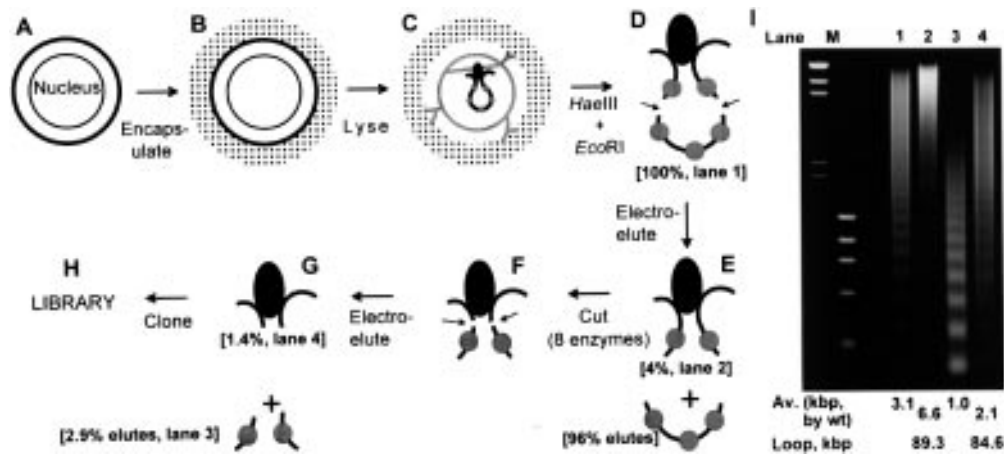 A
B
C
D
I
Lane M 1 2 3 4
Nucleus
Encaps-
ulate
Lyse
HaeIII
+
EcoRI
[100%, lane 1]
Electro-
elute
H
G
F
E
LIBRARY
Clone
Electro-
elute
Cut
(8 enzymes)
[1.4%, lane 4]
[4%, lane 2]
+
+
[2.9% elutes, lane 3]
[96% elutes]
Av. (kbp,
by wt)
3.1 6.6 1.0 2.1
Loop, kbp 89.3 84.6